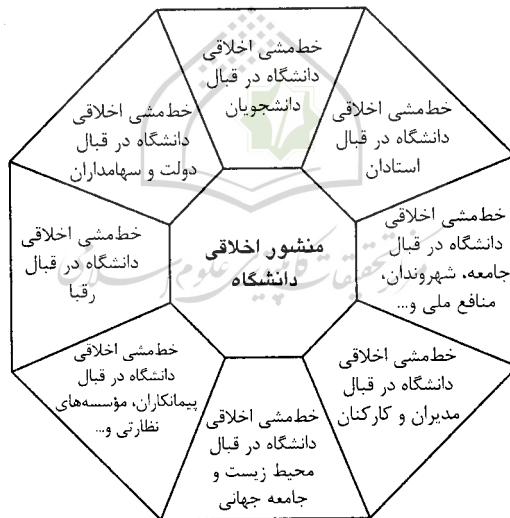 خط‌مشی اخلاقی
دانشگاه در قبال
دانشجویان
خط‌مشی اخلاقی
دانشگاه در قبال
استادان
خط‌مشی اخلاقی
دانشگاه در قبال
جامعه، شهروندان،
منافع ملی و...
خط‌مشی اخلاقی
دانشگاه در قبال
مدیران و کارکنان
خط‌مشی اخلاقی
دانشگاه در قبال
محیط زیست و
جامعه جهانی
خط‌مشی اخلاقی
دانشگاه در قبال
پیمانکاران، مؤسسه‌های
نظارتی و...
خط‌مشی اخلاقی
دانشگاه در قبال
رقبا
خط‌مشی اخلاقی
دانشگاه در قبال
دولت و سهامداران
منشور اخلاقی
دانشگاه